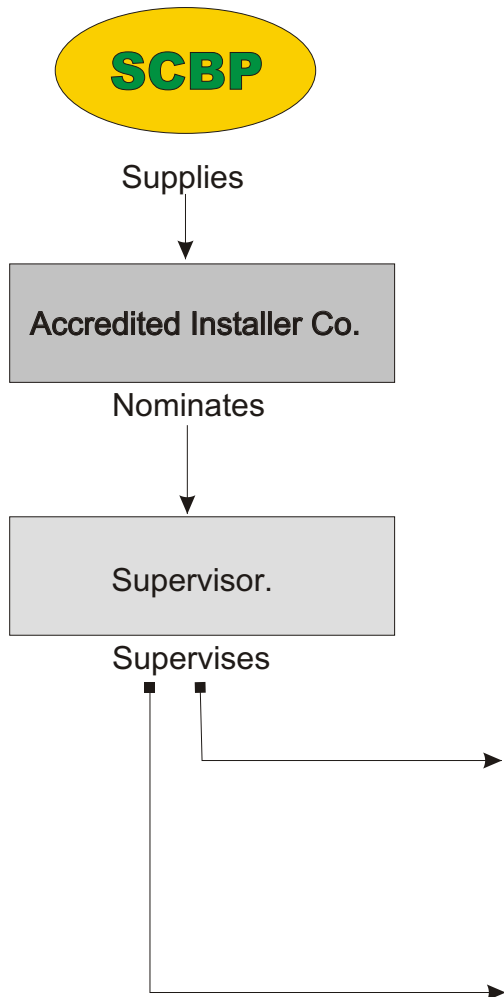 SCBP
Supplies
Accredited Installer Co.
Nominates
Supervisor.
Supervises